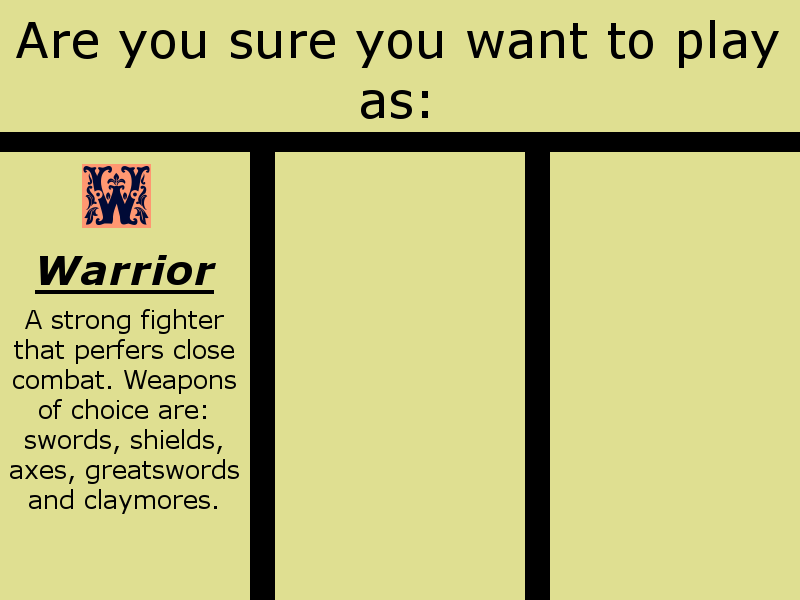 Are you sure you want to play
as:
W
Warrior
A strong fighter
that perfers close
combat. Weapons
of choice are:
swords, shields,
axes, greatswords
and claymores.